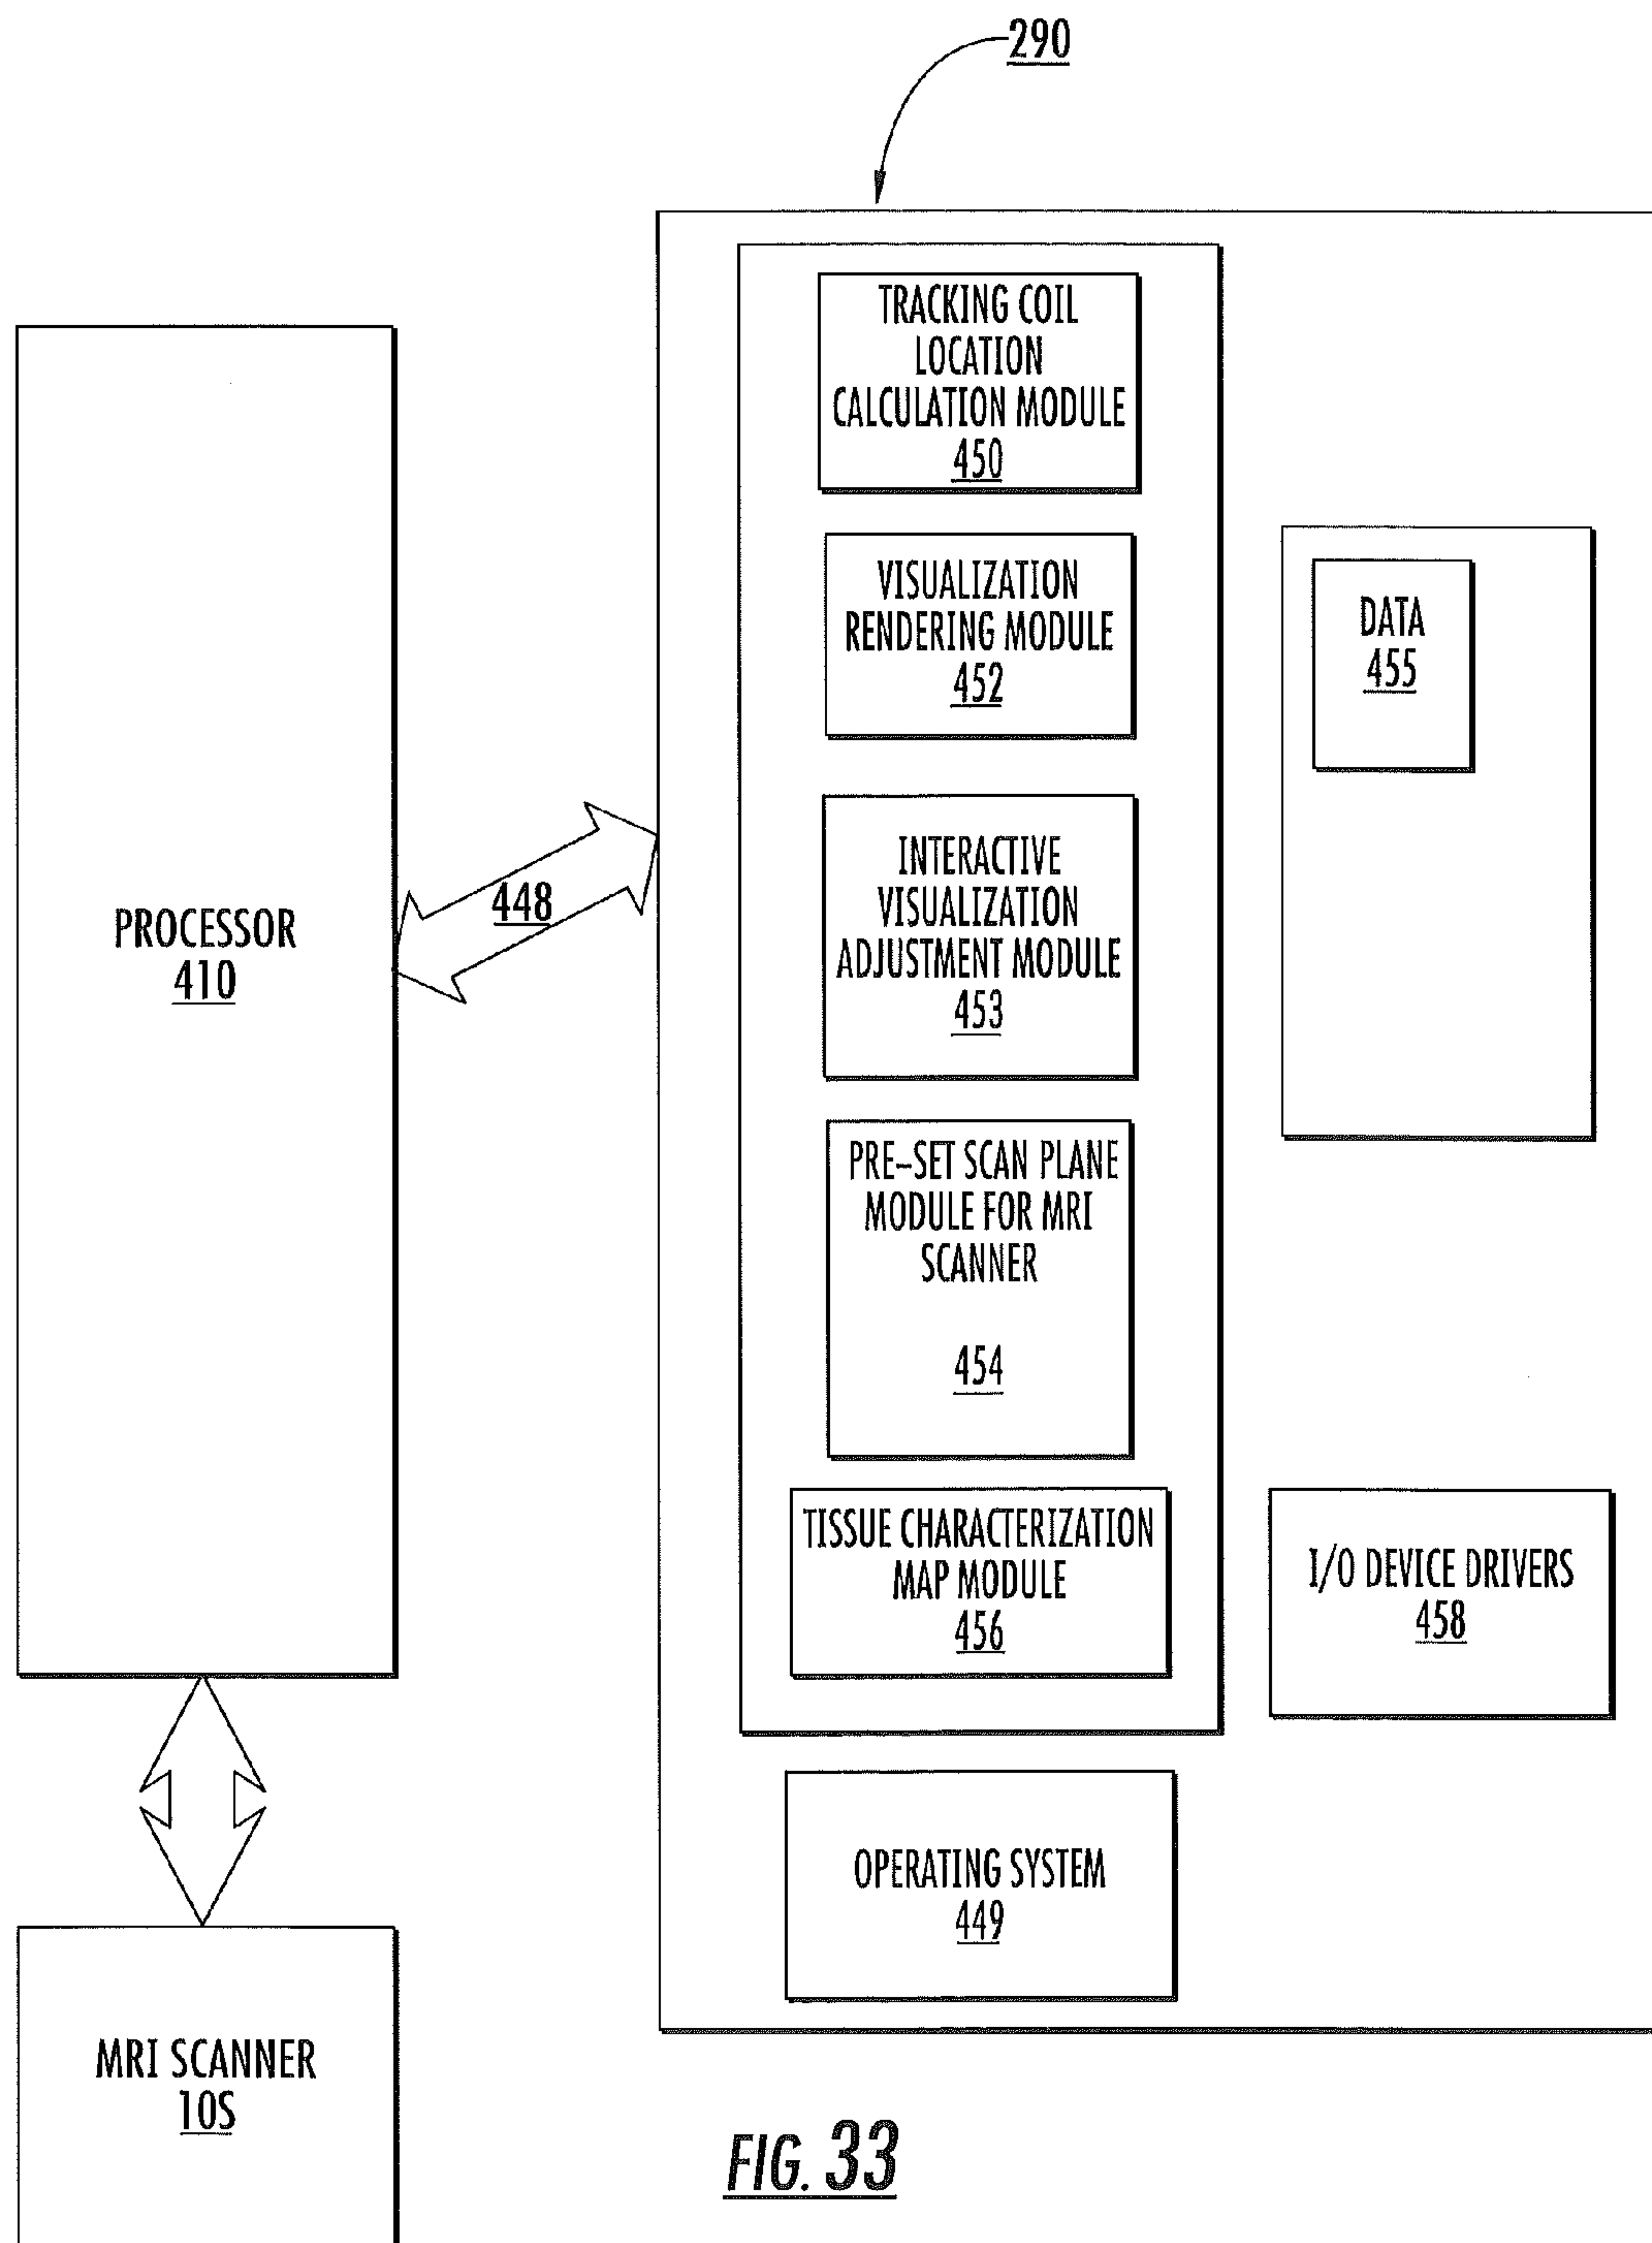 290
TRACKING COIL
LOCATION
CALCULATION MODULE
450
VISUALIZATION
RENDERING MODULE
452
DATA
455
INTERACTIVE
VISUALIZATION
ADJUSTMENT MODULE
453
448
PROCESSOR
410
PRE-SET SCAN PLANE
MODULE FOR MRI
SCANNER
454
TISSUE CHARACTERIZATION
MAP MODULE
456
I/O DEVICE DRIVERS
458
OPERATING SYSTEM
449
MRI SCANNER
10S
FIG. 33